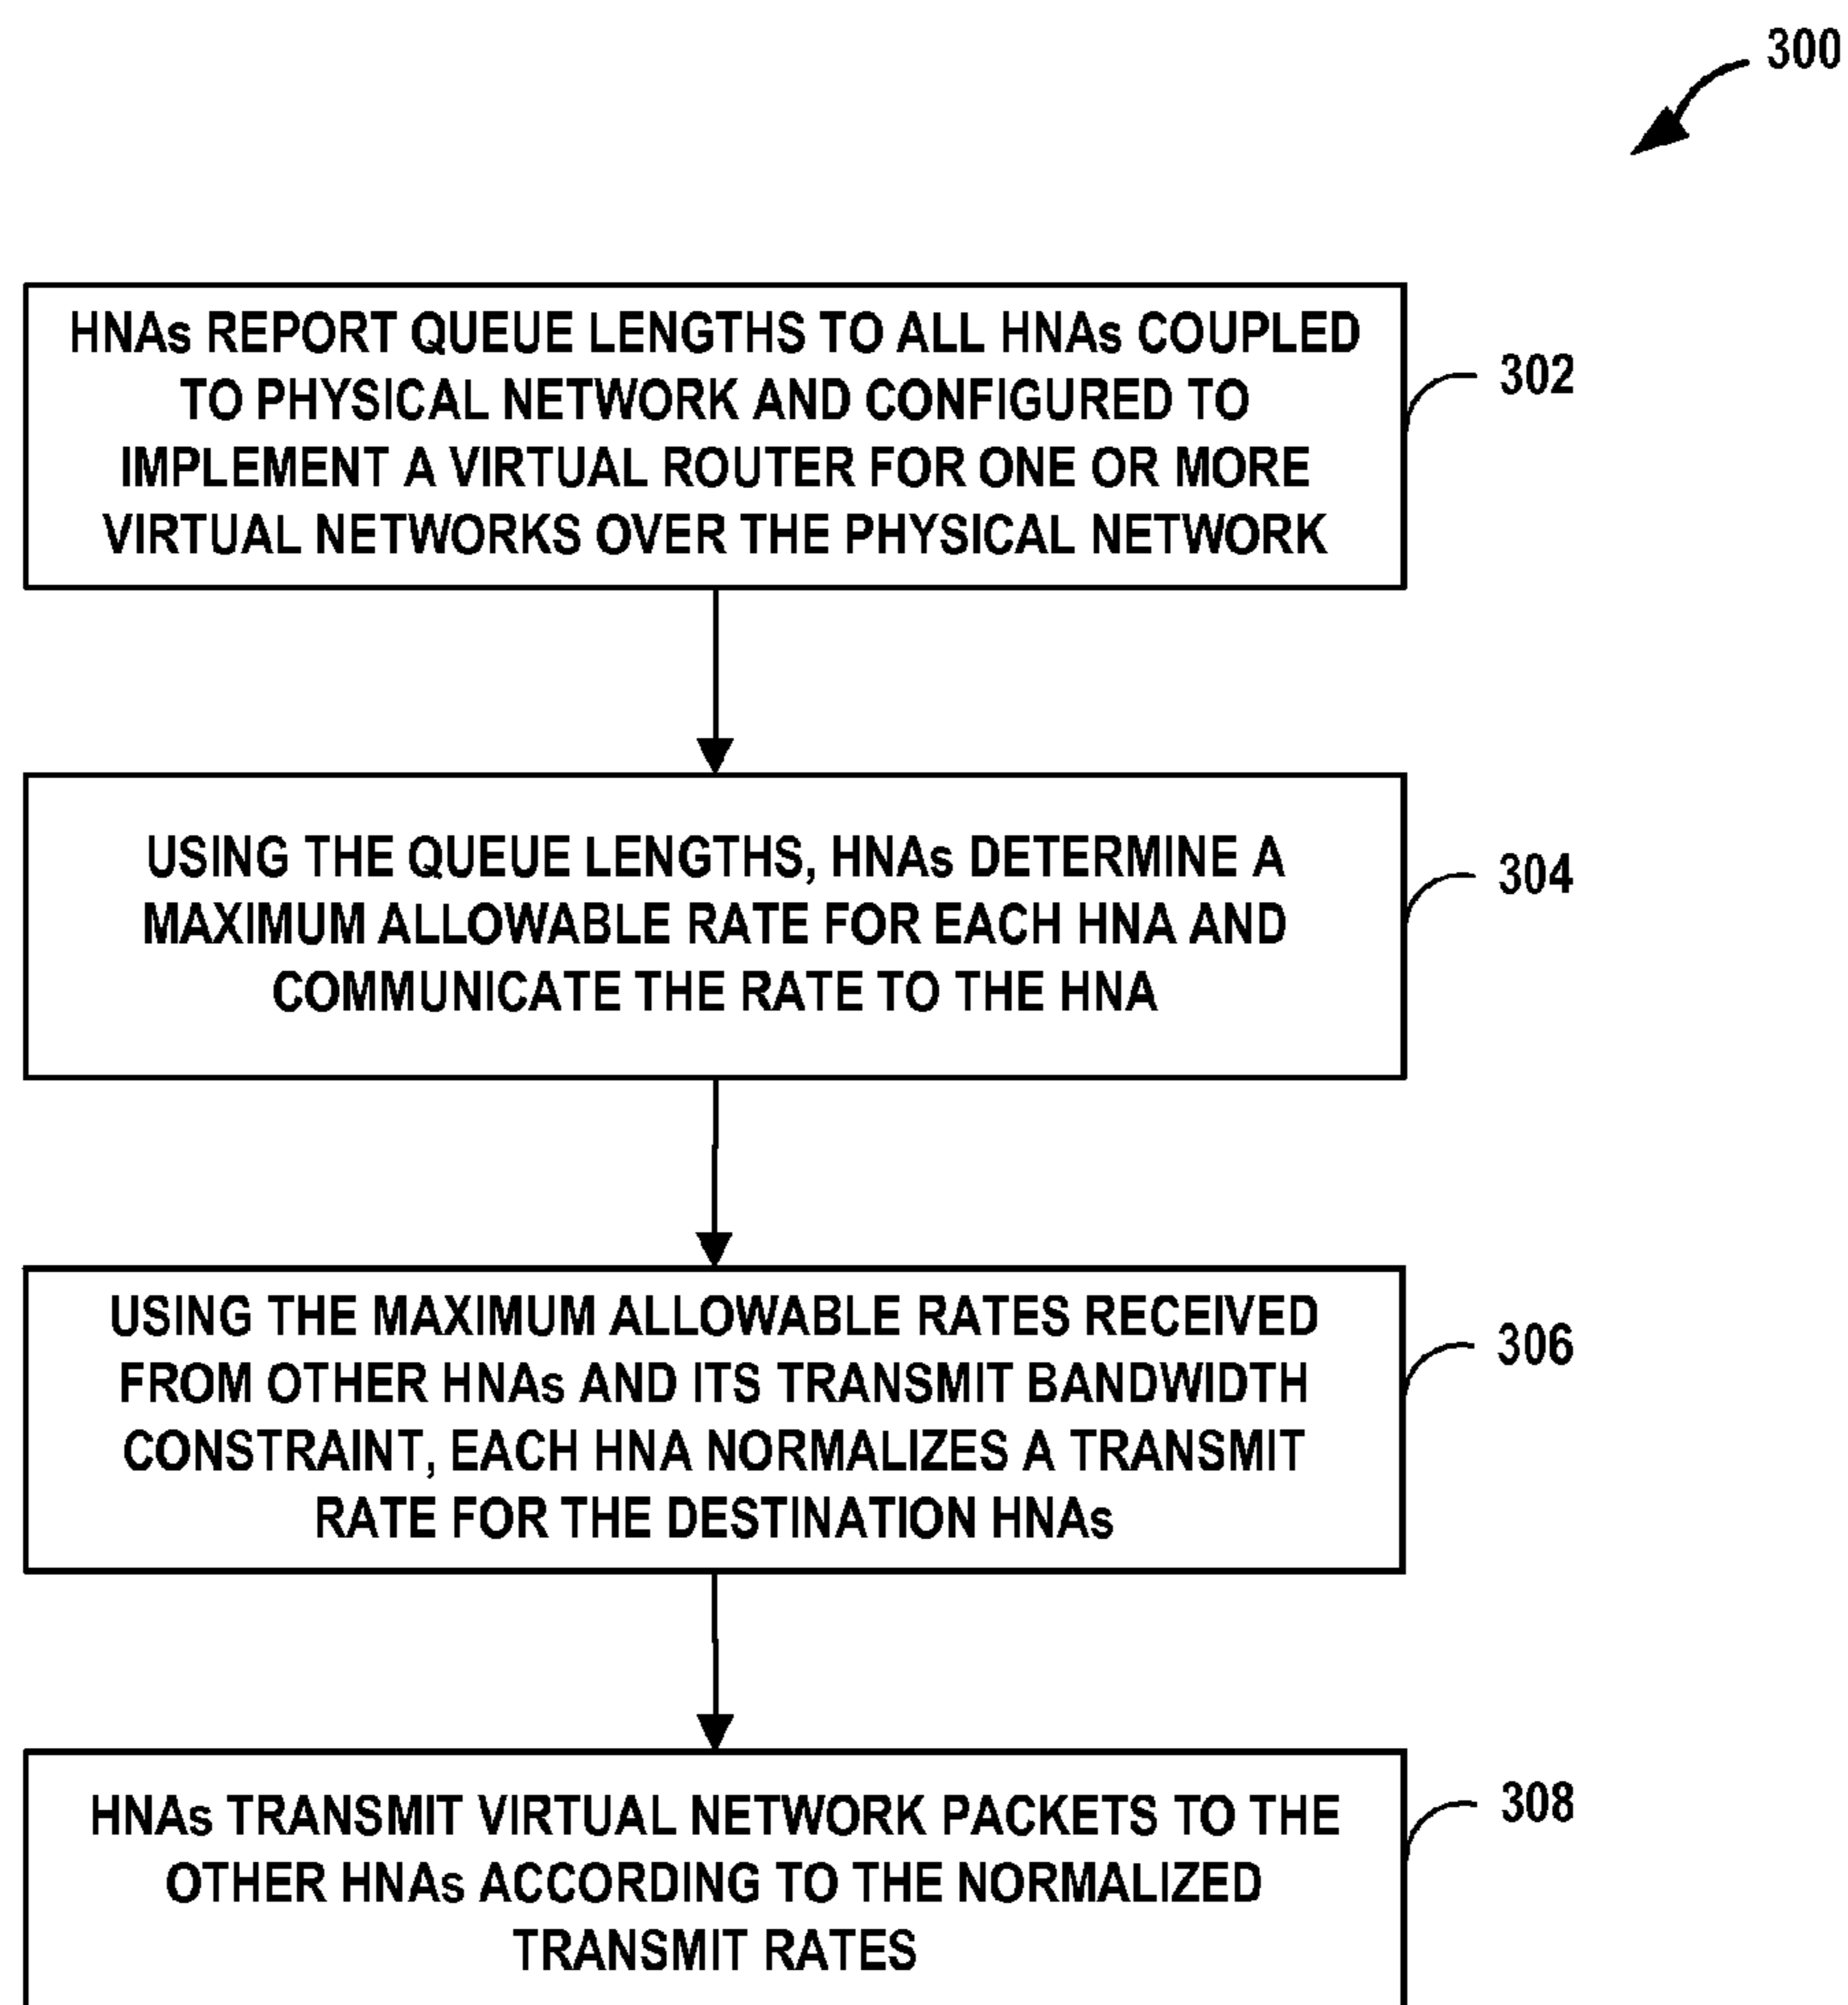 300
HNAs REPORT QUEUE LENGTHS TO ALL HNAs COUPLED
TO PHYSICAL NETWORK AND CONFIGURED TO
IMPLEMENT A VIRTUAL ROUTER FOR ONE OR MORE
VIRTUAL NETWORKS OVER THE PHYSICAL NETWORK
302
USING THE QUEUE LENGTHS, HNAs DETERMINE A
MAXIMUM ALLOWABLE RATE FOR EACH HNA AND
COMMUNICATE THE RATE TO THE HNA
304
USING THE MAXIMUM ALLOWABLE RATES RECEIVED
FROM OTHER HNAs AND ITS TRANSMIT BANDWIDTH
CONSTRAINT, EACH HNA NORMALIZES A TRANSMIT
RATE FOR THE DESTINATION HNAs
306
HNAs TRANSMIT VIRTUAL NETWORK PACKETS TO THE
OTHER HNAs ACCORDING TO THE NORMALIZED
TRANSMIT RATES
308